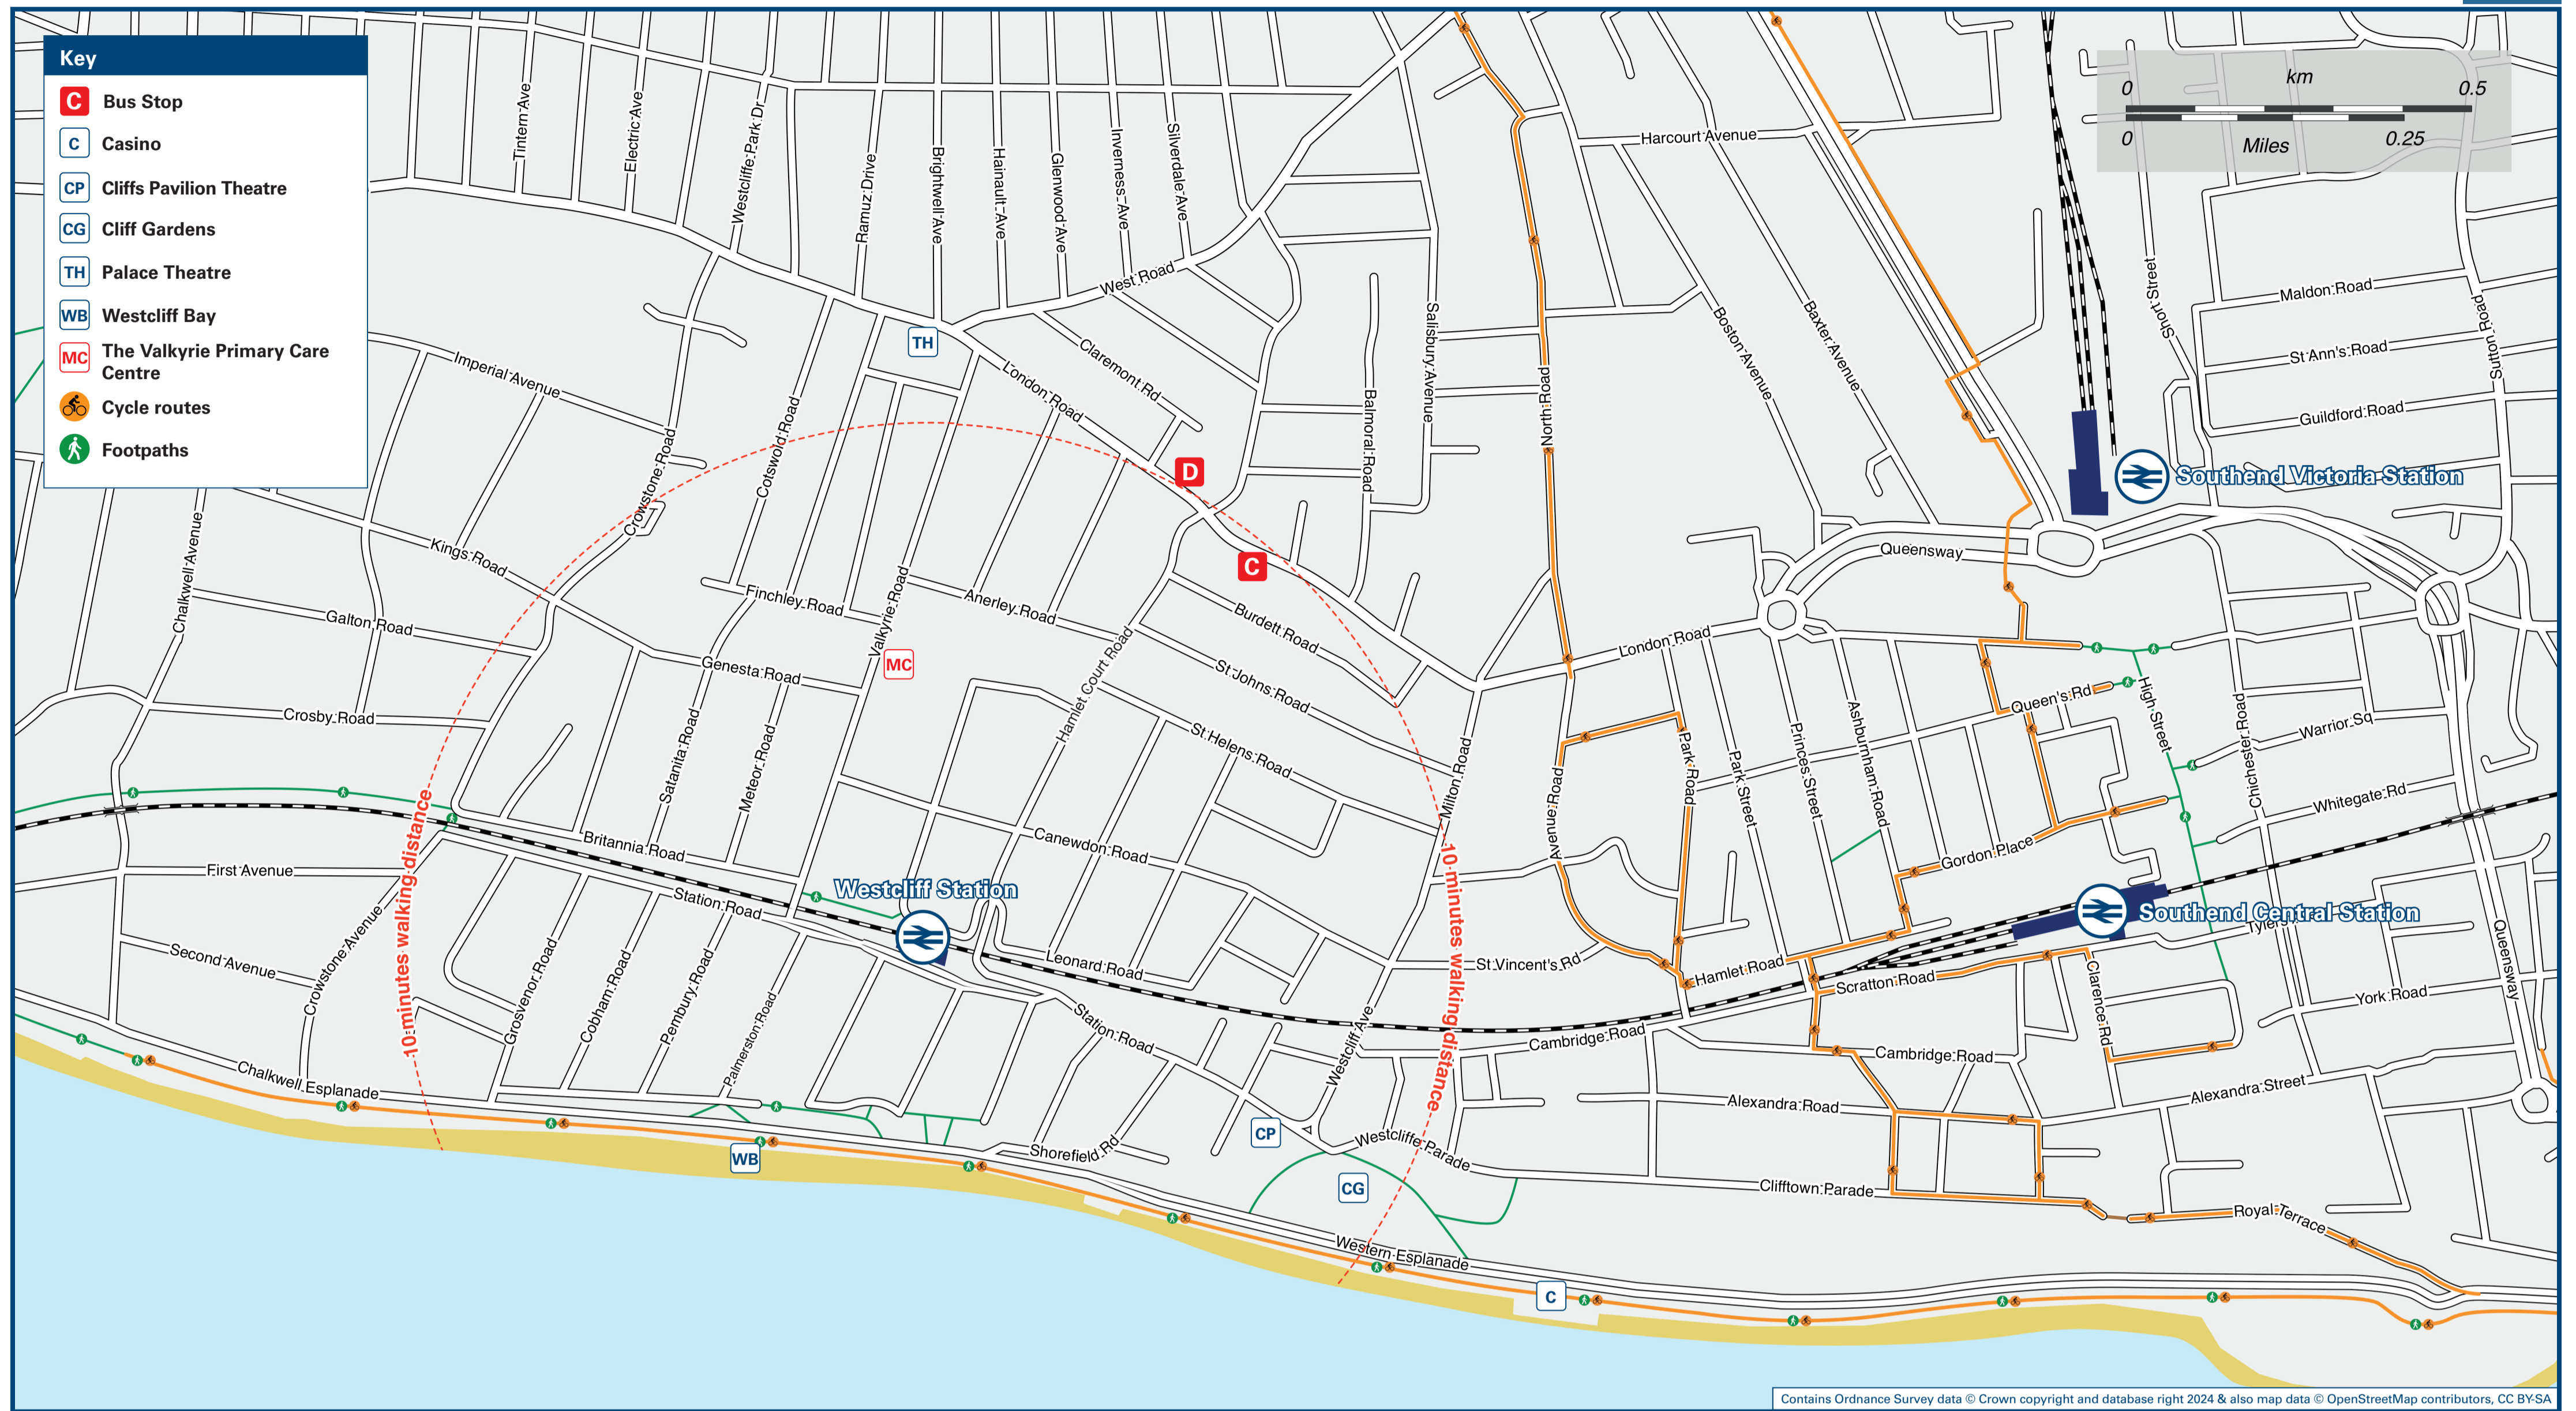 Key
C Bus Stop
C Casino
CP Cliffs Pavilion Theatre
CG Cliff Gardens
TH Palace Theatre
WB Westcliff Bay
MC The Valkyrie Primary Care
Centre
Cycle routes
Footpaths
km
0 0.5
0 0.25
Miles
Tintern Ave
Electric Ave
Westcliffe Park Dr
Ramuz Drive
Brightwell Ave
Hainault Ave
Glenwood Ave
Inverness Ave
Silverdale Ave
West Road
Harcourt Avenue
Salisbury Avenue
Balmoral Road
North Road
Boston Avenue
Baxter Avenue
Short Street
Sutton Road
Maldon Road
St Ann's Road
Guildford Road
Southend Victoria Station
Imperial Avenue
Crowstone Road
Cotswold Road
TH
London Road
Claremont Rd
D
C
Queensway
Chalkwell Avenue
Kings Road
Galton Road
Finchley Road
Valkyrie Road
Anerley Road
Burdett Road
London Road
Genesta Road
MC
Hamlet Court Road
St Johns Road
Crosby Road
Satanita Road
Meteor Road
St Helens Road
Milton Road
Avenue Road
Park Road
Park Street
Princes Street
Ashburnham Road
Queen's Rd
High Street
Chichester Road
Warrior Sq
Whitegate Rd
Gordon Place
Britannia Road
Canewdon Road
First Avenue
Station Road
Westcliff Station
Southend Central Station
Tylers
Queensway
Second Avenue
Crowstone Avenue
Grosvenor Road
Cobham Road
Pembury Road
Palmerston Road
Leonard Road
St Vincent's Rd
Hamlet Road
Scratton Road
Clarence Rd
York Road
Station Road
Westcliff Ave
Cambridge Road
Cambridge Road
10 minutes walking distance
10 minutes walking distance
Chalkwell Esplanade
Alexandra Road
Alexandra Street
CP
Shorefield Rd
Westcliffe Parade
WB
CG
Clifftown Parade
Royal Terrace
Western Esplanade
C
Contains Ordnance Survey data © Crown copyright and database right 2024 & also map data © OpenStreetMap contributors, CC BY-SA